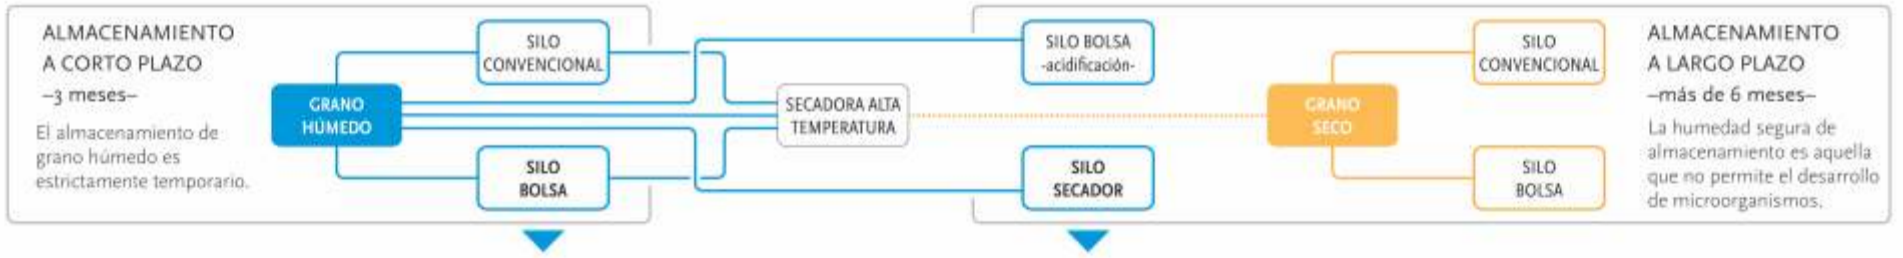 ALMACENAMIENTO
A CORTO PLAZO
–3 meses–
El almacenamiento de
grano húmedo es
estrictamente temporario.
GRANO
HÚMEDO
SILO
CONVENCIONAL
SILO
BOLSA
SECADORA ALTA
TEMPERATURA
SILO BOLSA
-acidificación-
SILO
SECADOR
GRANO
SECO
SILO
CONVENCIONAL
SILO
BOLSA
ALMACENAMIENTO
A LARGO PLAZO
–más de 6 meses–
La humedad segura de
almacenamiento es aquella
que no permite el desarrollo
de microorganismos.